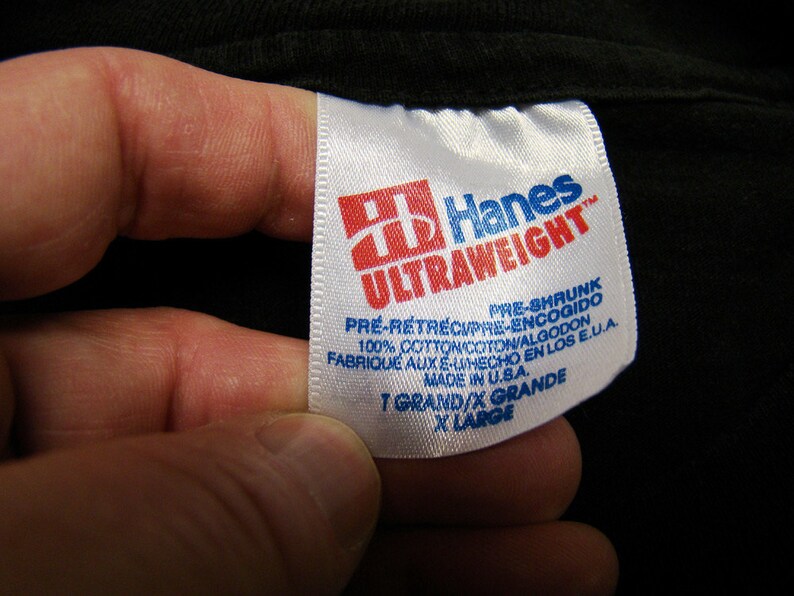 Hanes
ULTRAWEIGHT™
PRE-SHRUNK
PRÉ-RÉTRÉCI/PRE-ENCOGIDO
100% COTTON/COTON/ALGODON
FABRIQUÉ AUX É-U/HECHO EN LOS E.U.A.
MADE IN U.S.A.
T GRAND/X GRANDE
X LARGE